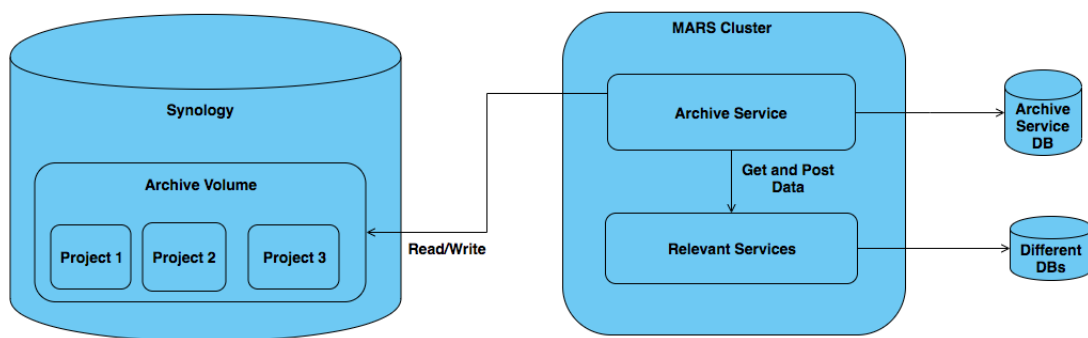 Synology
Archive Volume
Project 1
Project 2
Project 3
Read/Write
MARS Cluster
Archive Service
Get and Post
Data
Relevant Services
Archive
Service
DB
Different
DBs